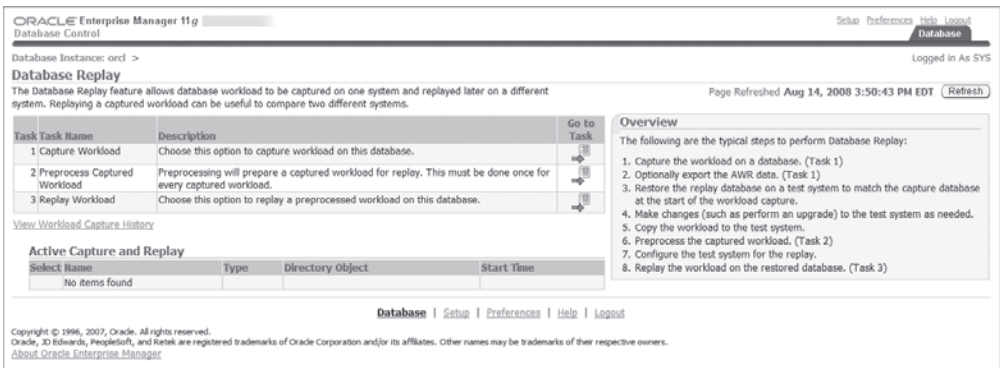 ORACLE Enterprise Manager 11g
Database Control
Setup Preferences Help Logout
Database
Database Instance: orcl >
Logged in As SYS
Database Replay
The Database Replay feature allows database workload to be captured on one system and replayed later on a different
system. Replaying a captured workload can be useful to compare two different systems.
Page Refreshed Aug 14, 2008 3:50:43 PM EDT Refresh
Task Task Name Description Go to Task
1 Capture Workload Choose this option to capture workload on this database.
2 Preprocess Captured Workload Preprocessing will prepare a captured workload for replay. This must be done once for
every captured workload.
3 Replay Workload Choose this option to replay a preprocessed workload on this database.
View Workload Capture History
Active Capture and Replay
Select Name Type Directory Object Start Time
No items found
Overview
The following are the typical steps to perform Database Replay:
1. Capture the workload on a database. (Task 1)
2. Optionally export the AWR data. (Task 1)
3. Restore the replay database on a test system to match the capture database
at the start of the workload capture.
4. Make changes (such as perform an upgrade) to the test system as needed.
5. Copy the workload to the test system.
6. Preprocess the captured workload. (Task 2)
7. Configure the test system for the replay.
8. Replay the workload on the restored database. (Task 3)
Database | Setup | Preferences | Help | Logout
Copyright © 1996, 2007, Oracle. All rights reserved.
Oracle, JD Edwards, PeopleSoft, and Retek are registered trademarks of Oracle Corporation and/or its affiliates. Other names may be trademarks of their respective owners.
About Oracle Enterprise Manager